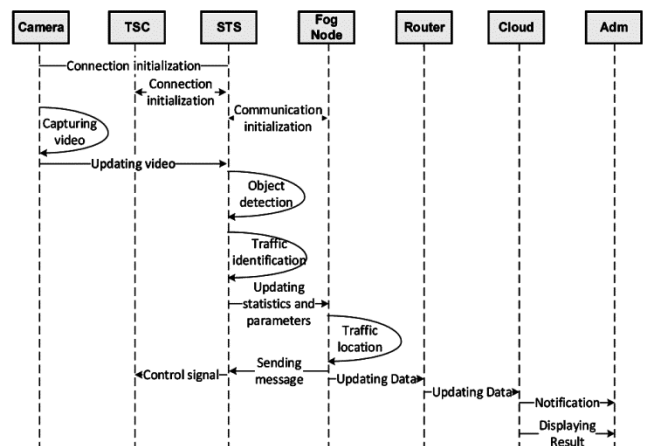 Camera
TSC
STS
Fog
Node
Router
Cloud
Adm
Connection initialization
Connection
initialization
Communication
initialization
Capturing
video
Updating video
Object
detection
Traffic
identification
Updating
statistics and
parameters
Traffic
location
Sending
message
Control signal
Updating Data
Updating Data
Notification
Displaying
Result